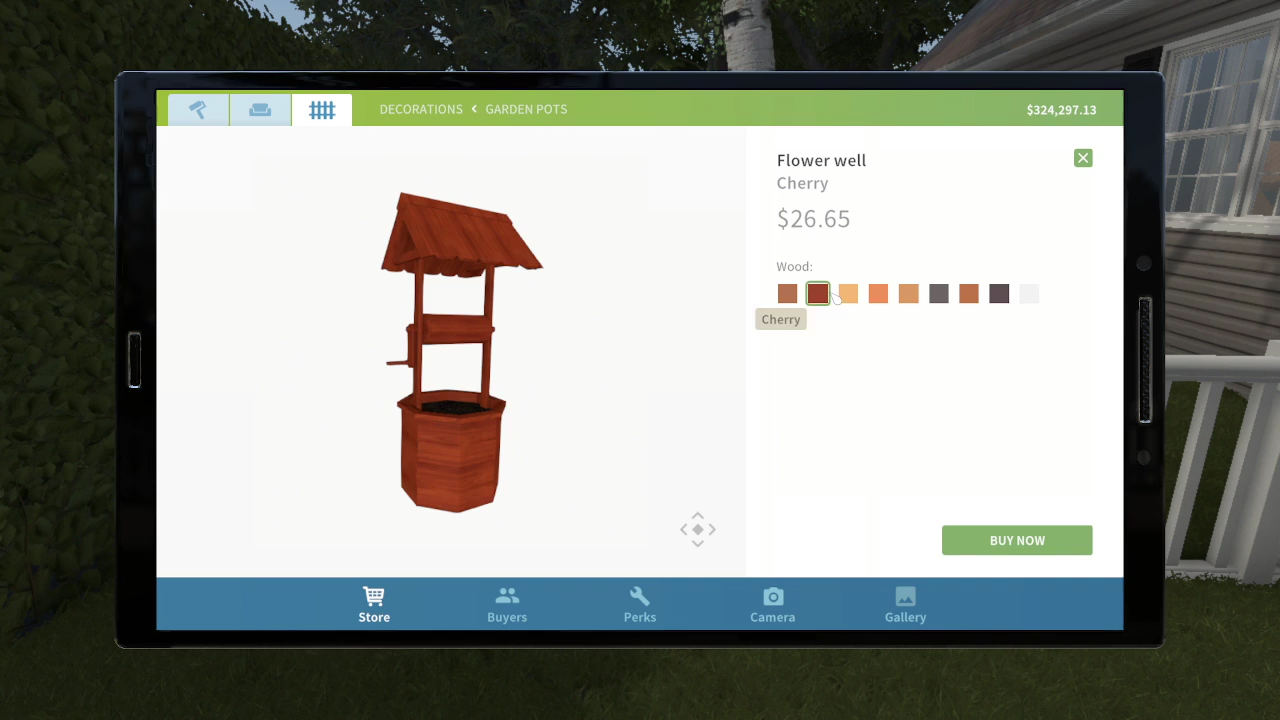 DECORATIONS < GARDEN POTS
$324,297.13
Flower well
Cherry
$26.65
Wood:
Cherry
BUY NOW
Store
Buyers
Perks
Camera
Gallery